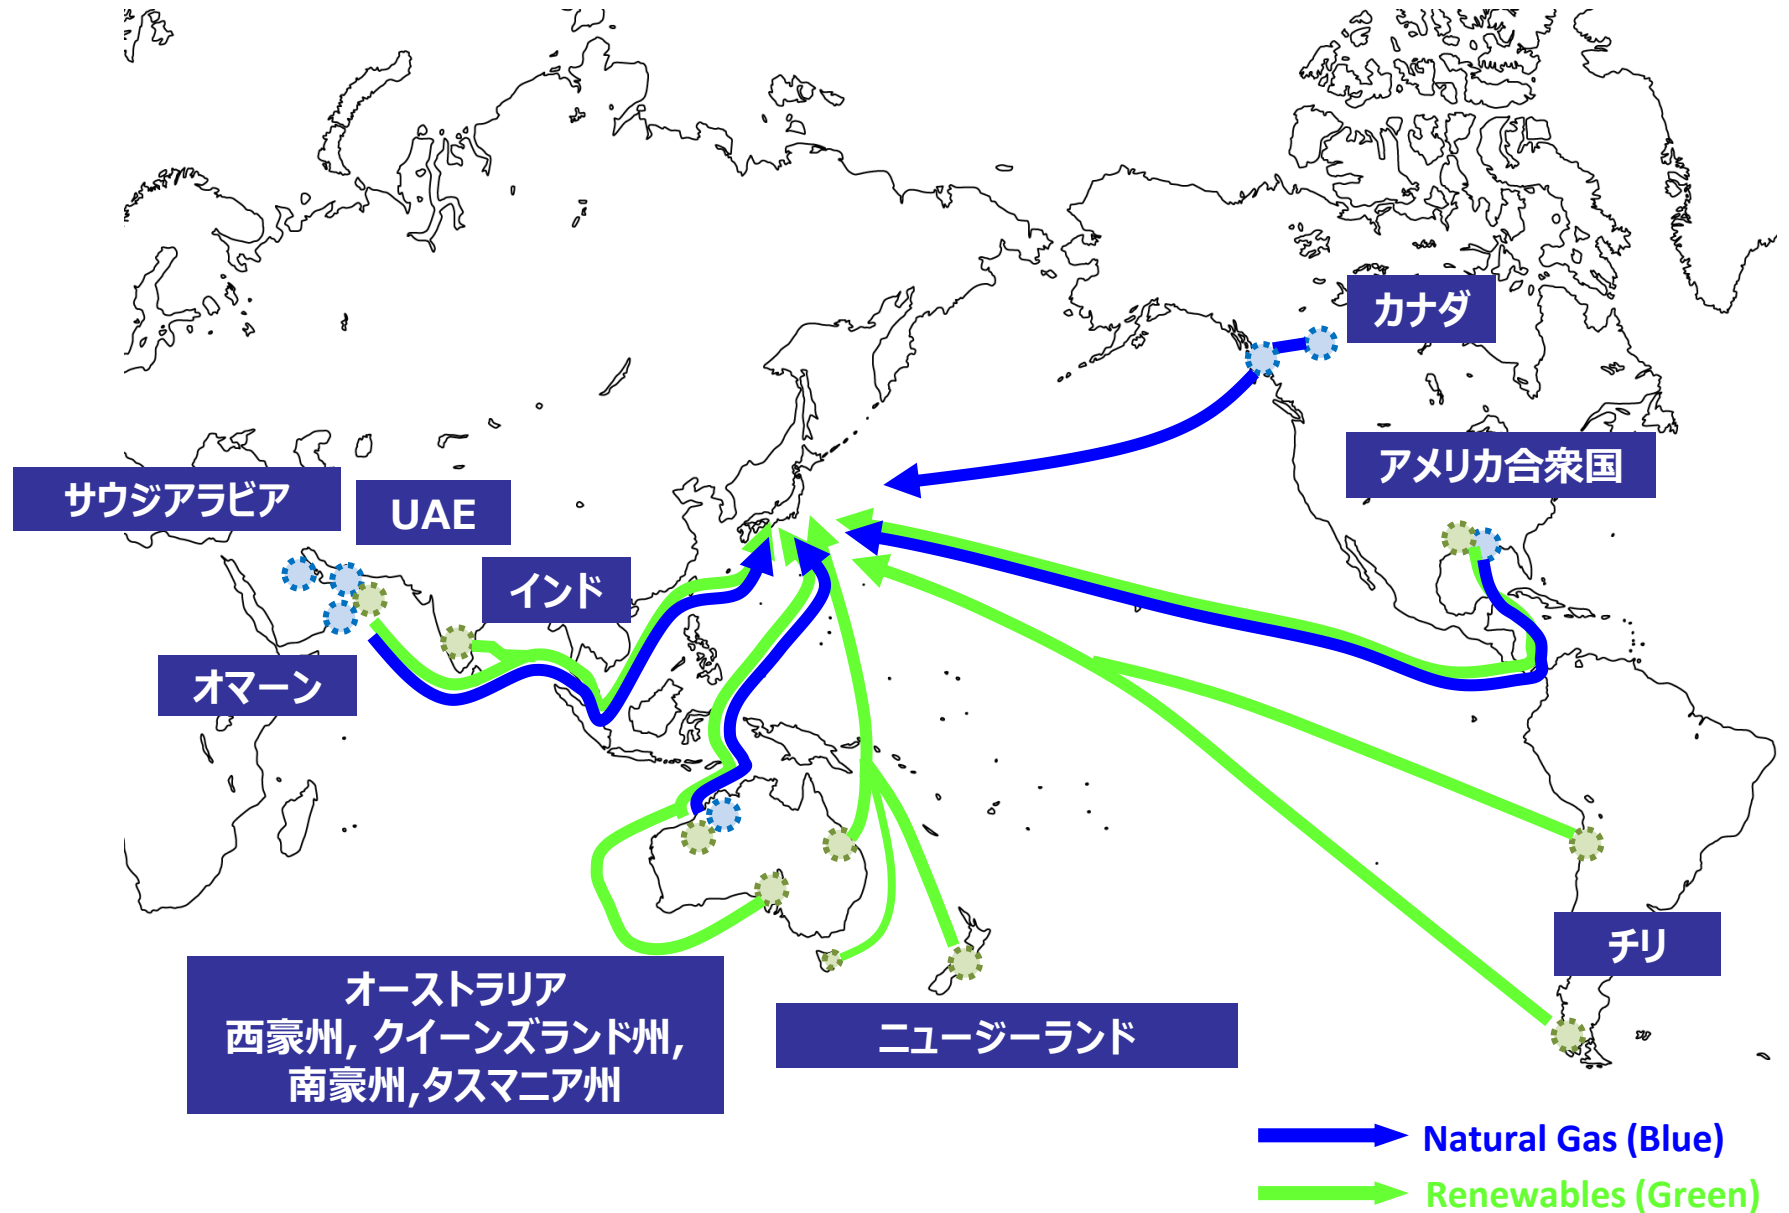 カナダ
アメリカ合衆国
サウジアラビア
UAE
インド
オマーン
チリ
オーストラリア
西豪州, クイーンズランド州,
南豪州,タスマニア州
ニュージーランド
Natural Gas (Blue)
Renewables (Green)